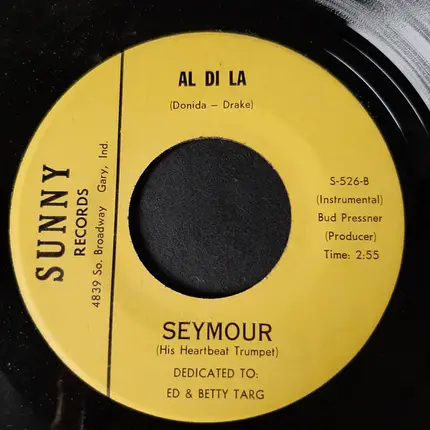 AL DI LA
(Donida – Drake)
SUNNY
RECORDS
4839 So. Broadway Gary, Ind.
S-526-B
(Instrumental)
Bud Pressner
(Producer)
Time: 2:55
SEYMOUR
(His Heartbeat Trumpet)
DEDICATED TO:
ED & BETTY TARG